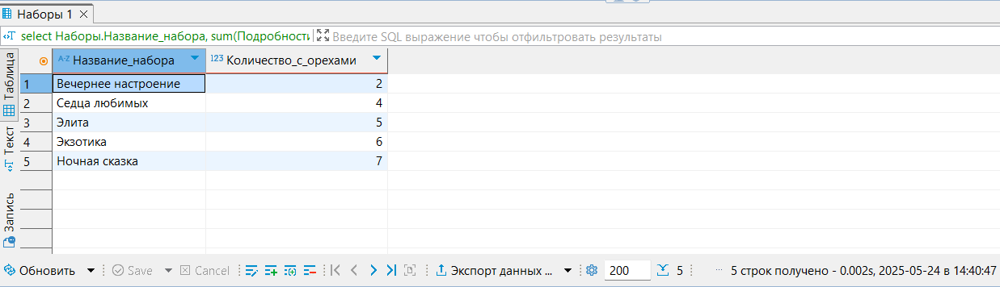 Наборы 1
select Наборы.Название_набора, sum(Подробности Введите SQL выражение чтобы отфильтровать результаты
Таблица
Текст
Запись
A-Z Название_набора 123 Количество_с_орехами
1 Вечернее настроение 2
2 Седца любимых 4
3 Элита 5
4 Экзотика 6
5 Ночная сказка 7
Обновить Save Cancel Экспорт данных ... 200 5 ... 5 строк получено - 0.002s, 2025-05-24 в 14:40:47